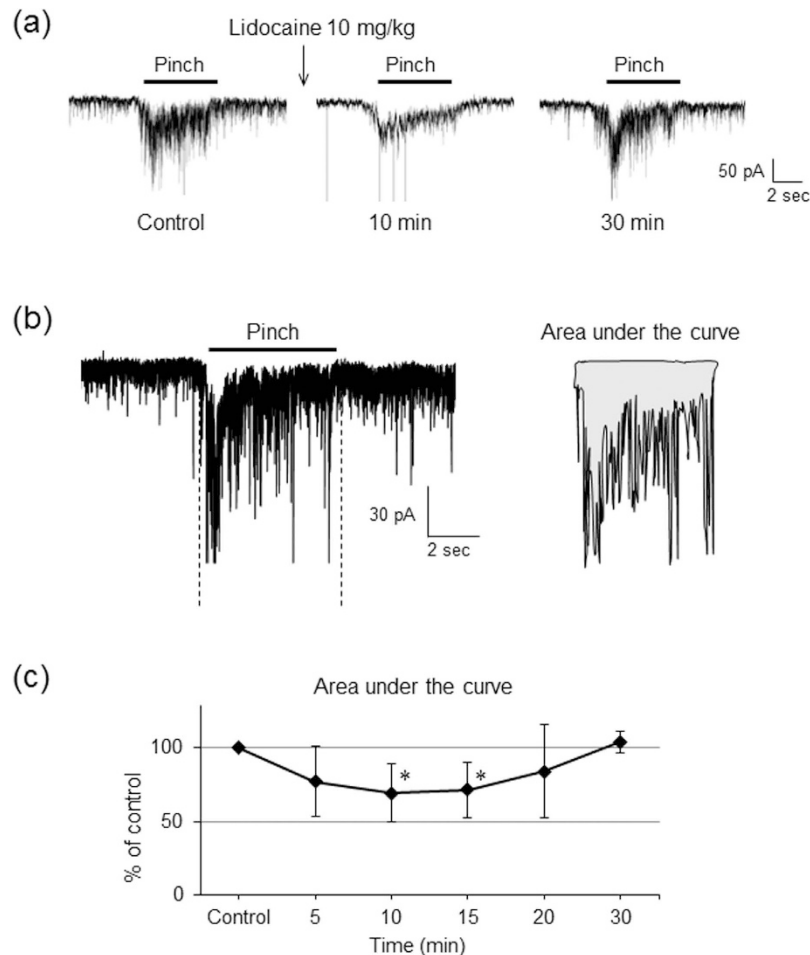 (a)
Lidocaine 10 mg/kg
Pinch
Pinch
Pinch
50 pA
2 sec
Control
10 min
30 min
(b)
Pinch
Area under the curve
30 pA
2 sec
(c)
Area under the curve
% of control
100
50
0
*
*
Control
5
10
15
20
30
Time (min)